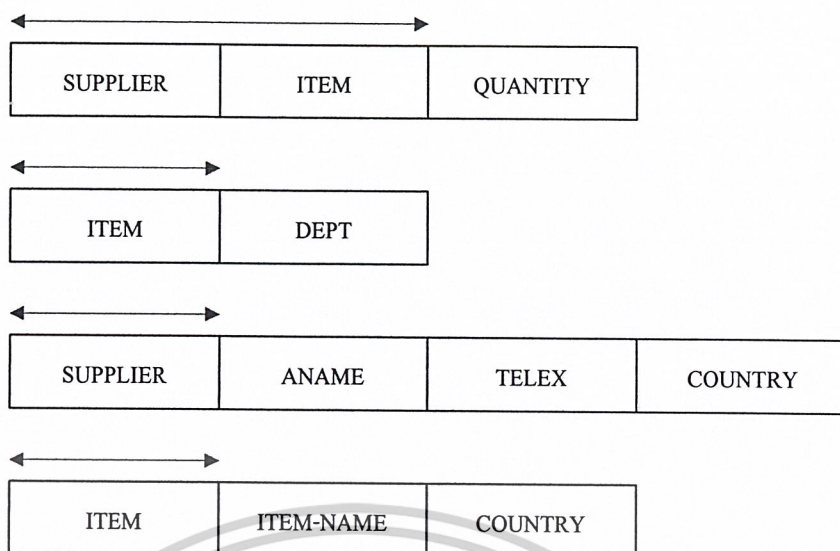 SUPPLIER ITEM QUANTITY
ITEM DEPT
SUPPLIER ANAME TELEX COUNTRY
ITEM ITEM-NAME COUNTRY